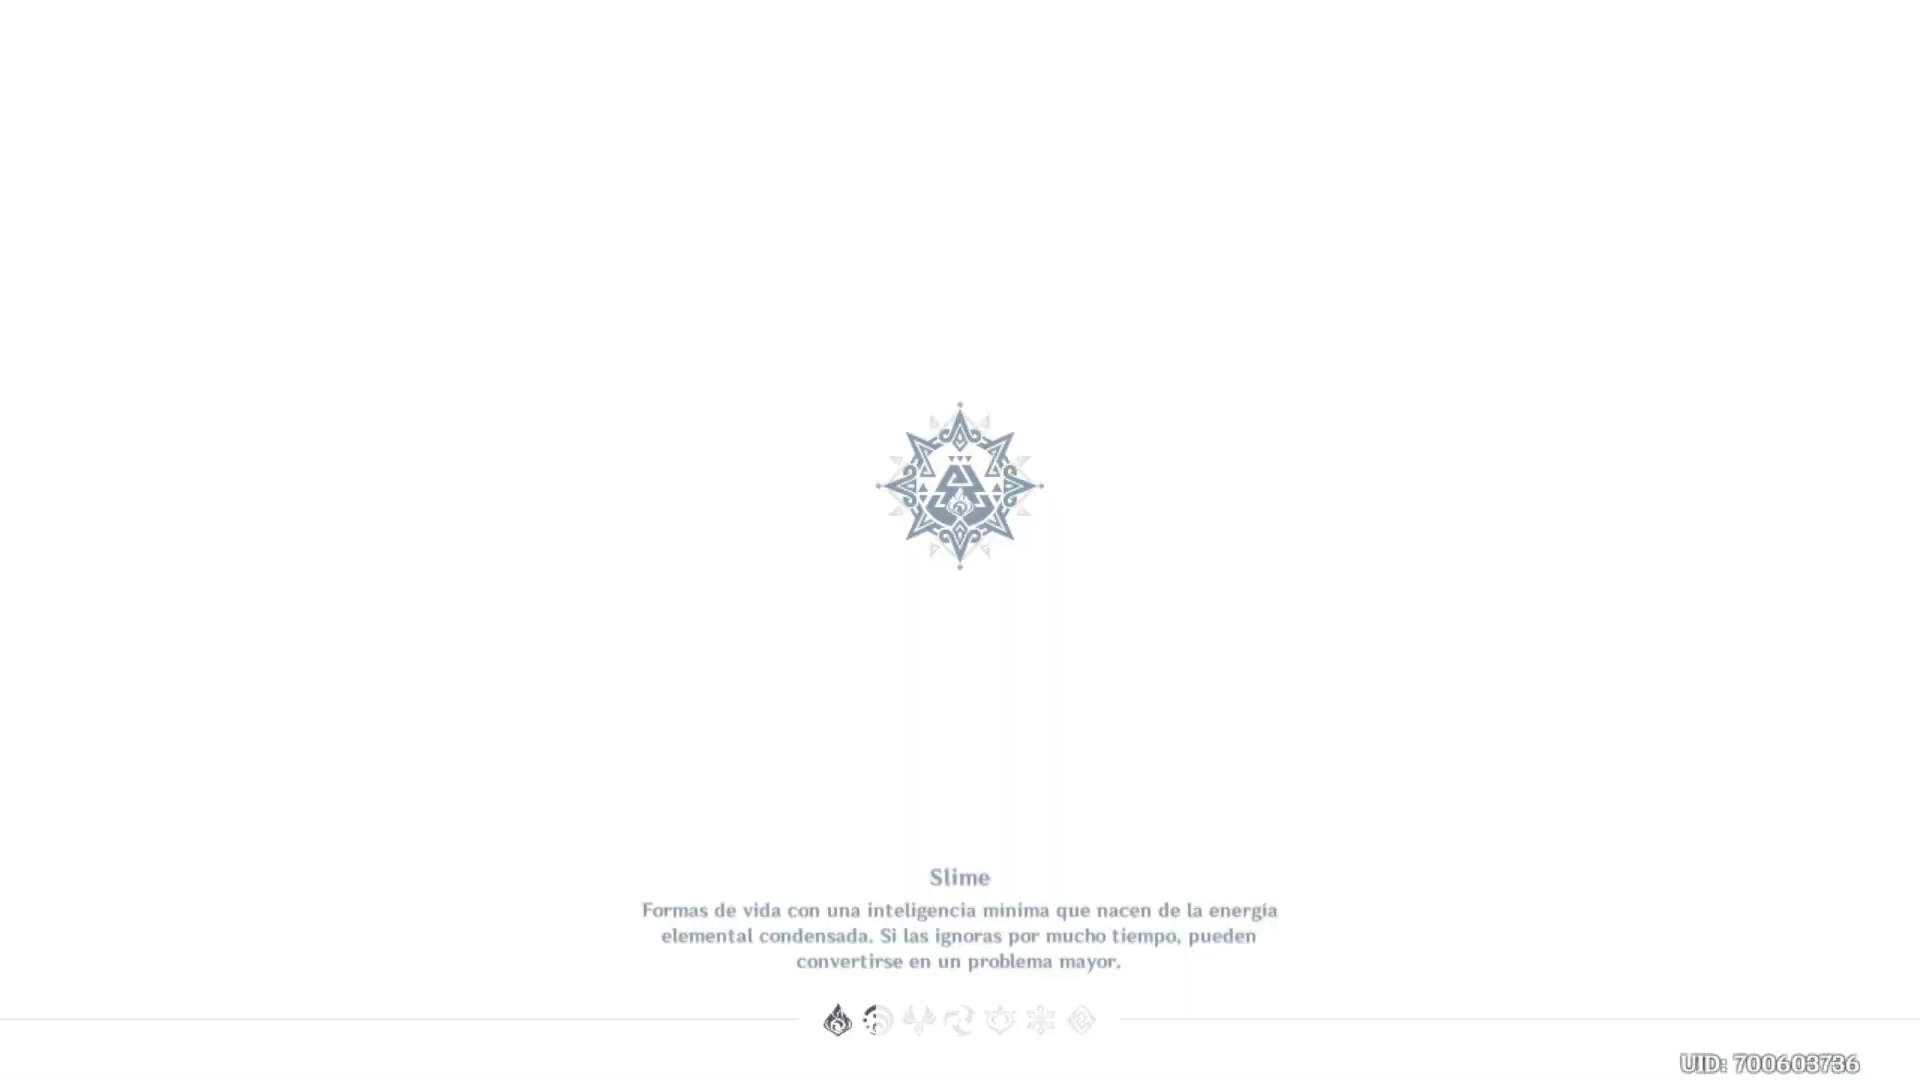 Slime
Formas de vida con una inteligencia mínima que nacen de la energía
elemental condensada. Si las ignoras por mucho tiempo, pueden
convertirse en un problema mayor.
UID: 700603736